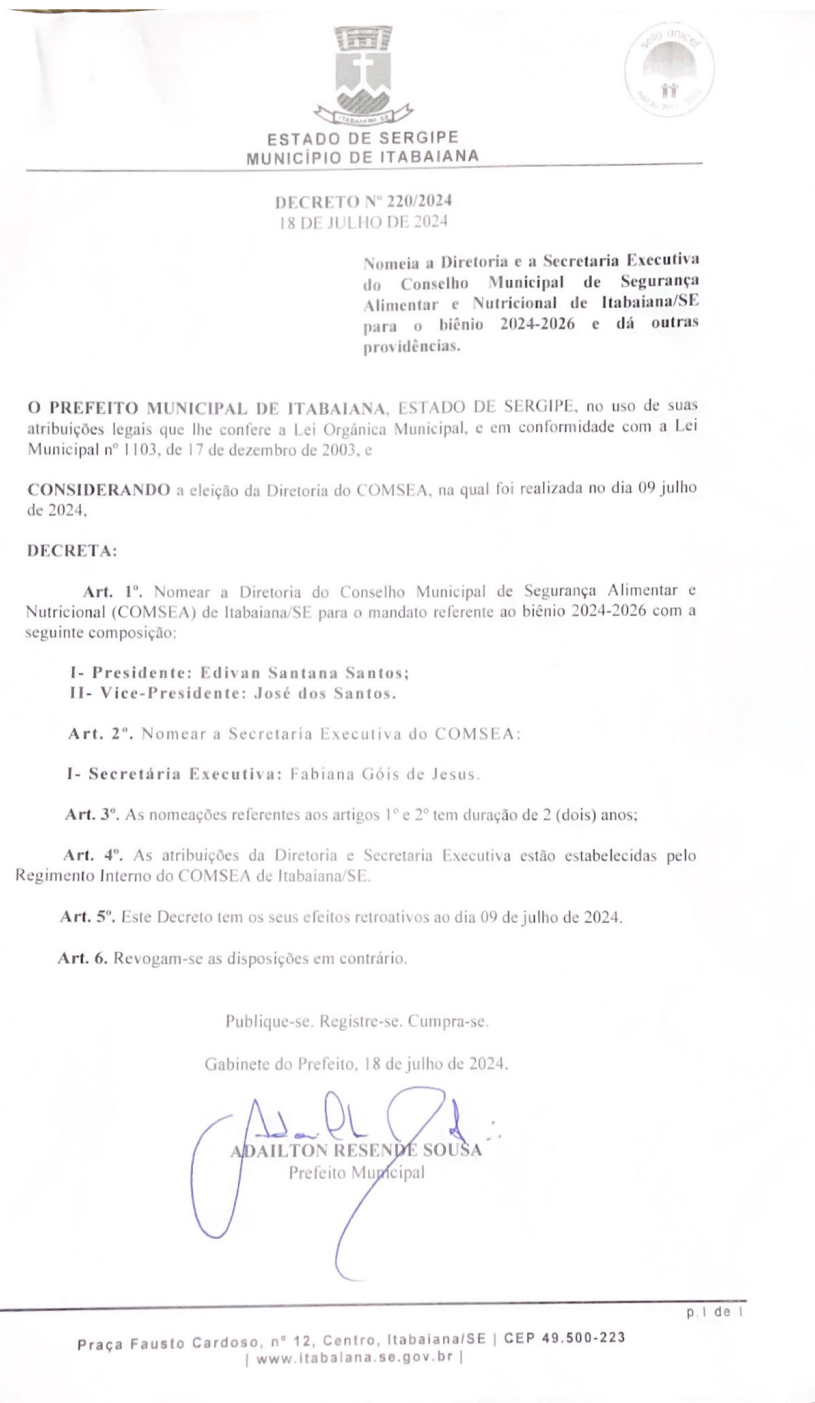 selo unicef
ITABAIANA SE
ESTADO DE SERGIPE
MUNICÍPIO DE ITABAIANA
DECRETO Nº 220/2024
18 DE JULHO DE 2024
Nomeia a Diretoria e a Secretaria Executiva
do Conselho Municipal de Segurança
Alimentar e Nutricional de Itabaiana/SE
para o biênio 2024-2026 e dá outras
providências.
O PREFEITO MUNICIPAL DE ITABAIANA, ESTADO DE SERGIPE, no uso de suas
atribuições legais que lhe confere a Lei Orgânica Municipal, e em conformidade com a Lei
Municipal nº 1103, de 17 de dezembro de 2003, e
CONSIDERANDO a eleição da Diretoria do COMSEA, na qual foi realizada no dia 09 julho
de 2024,
DECRETA:
Art. 1º. Nomear a Diretoria do Conselho Municipal de Segurança Alimentar e
Nutricional (COMSEA) de Itabaiana/SE para o mandato referente ao biênio 2024-2026 com a
seguinte composição:
I- Presidente: Edivan Santana Santos;
II- Vice-Presidente: José dos Santos.
Art. 2º. Nomear a Secretaria Executiva do COMSEA:
I- Secretária Executiva: Fabiana Góis de Jesus.
Art. 3º. As nomeações referentes aos artigos 1º e 2º tem duração de 2 (dois) anos;
Art. 4º. As atribuições da Diretoria e Secretaria Executiva estão estabelecidas pelo
Regimento Interno do COMSEA de Itabaiana/SE.
Art. 5º. Este Decreto tem os seus efeitos retroativos ao dia 09 de julho de 2024.
Art. 6. Revogam-se as disposições em contrário.
Publique-se. Registre-se. Cumpra-se.
Gabinete do Prefeito, 18 de julho de 2024.
ADAILTON RESENDE SOUSA
Prefeito Municipal
p.1 de 1
Praça Fausto Cardoso, nº 12, Centro, Itabaiana/SE | CEP 49.500-223
| www.itabaiana.se.gov.br |